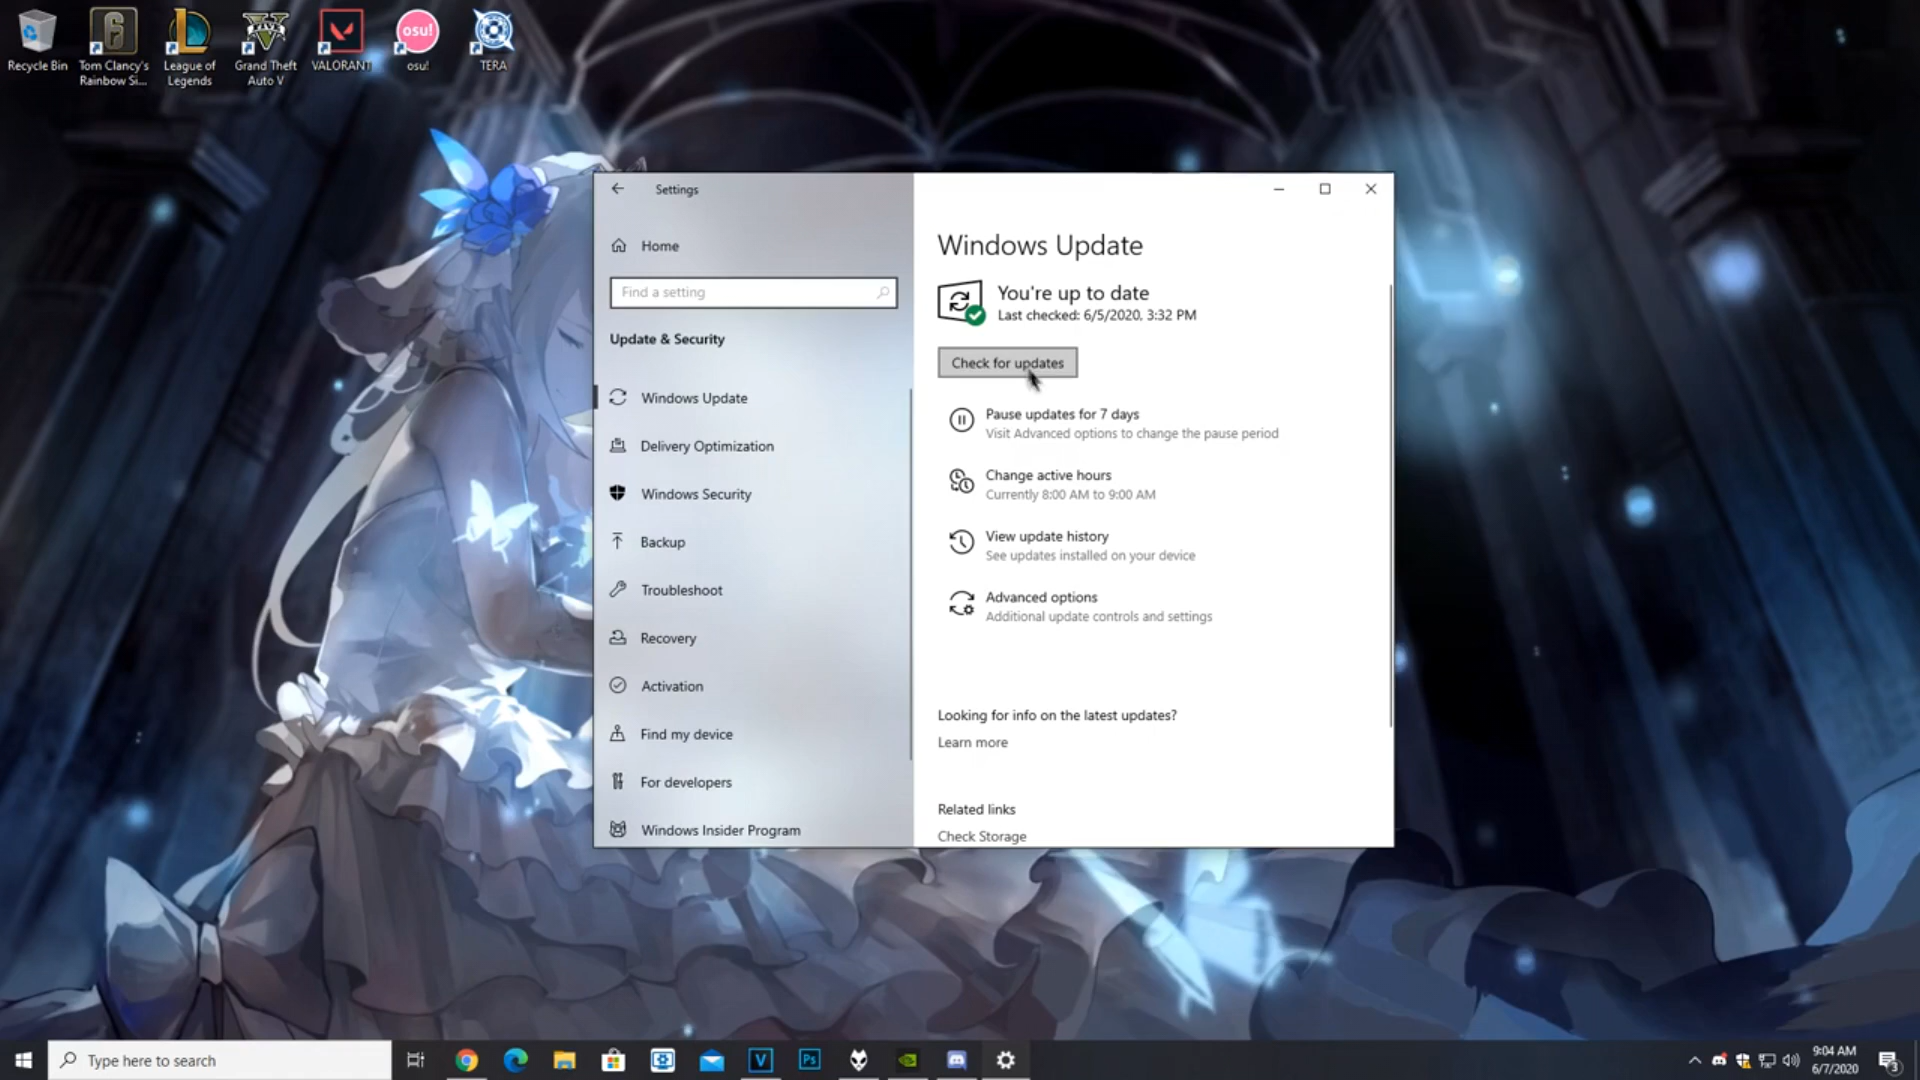 Recycle Bin
Tom Clancy's
Rainbow Si...
League of
Legends
Grand Theft
Auto V
VALORANT
osu!
osu!
TERA
Settings
Home
Find a setting
Update & Security
Windows Update
Delivery Optimization
Windows Security
Backup
Troubleshoot
Recovery
Activation
Find my device
For developers
Windows Insider Program
Windows Update
You're up to date
Last checked: 6/5/2020, 3:32 PM
Check for updates
Pause updates for 7 days
Visit Advanced options to change the pause period
Change active hours
Currently 8:00 AM to 9:00 AM
View update history
See updates installed on your device
Advanced options
Additional update controls and settings
Looking for info on the latest updates?
Learn more
Related links
Check Storage
Type here to search
V
Ps
9:04 AM
6/7/2020
3